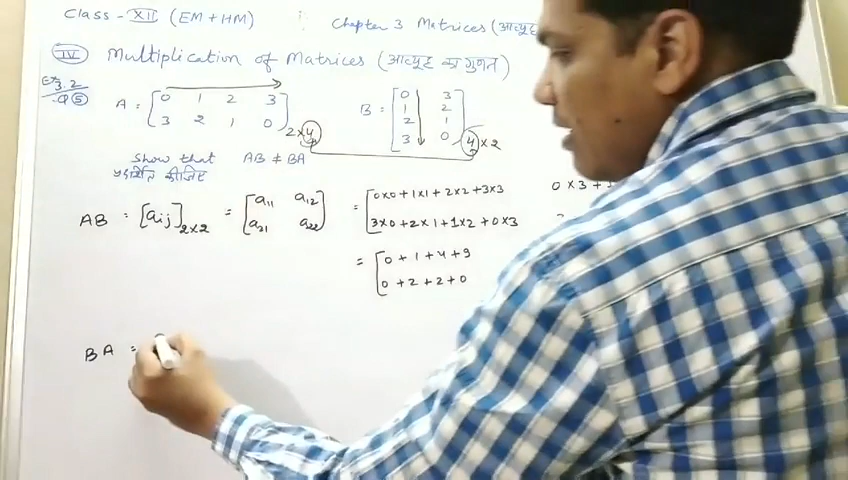 Class - XII (EM + HM) : Chapter 3 Matrices (आव्यूह
IV Multiplication of Matrices (आव्यूह का गुणन)
Ex 3.2
Q 5
A = [0 1 2 3
3 2 1 0] 2 × 4
B = [0 3
1 2
2 1
3 0] 4 × 2
Show that AB ≠ BA
प्रदर्शित कीजिए
AB = [aij] 2×2 = [a11 a12
a21 a22]
= [0×0 + 1×1 + 2×2 + 3×3 0×3 +
3×0 + 2×1 + 1×2 + 0×3
= [0 + 1 + 4 + 9
0 + 2 + 2 + 0
BA =